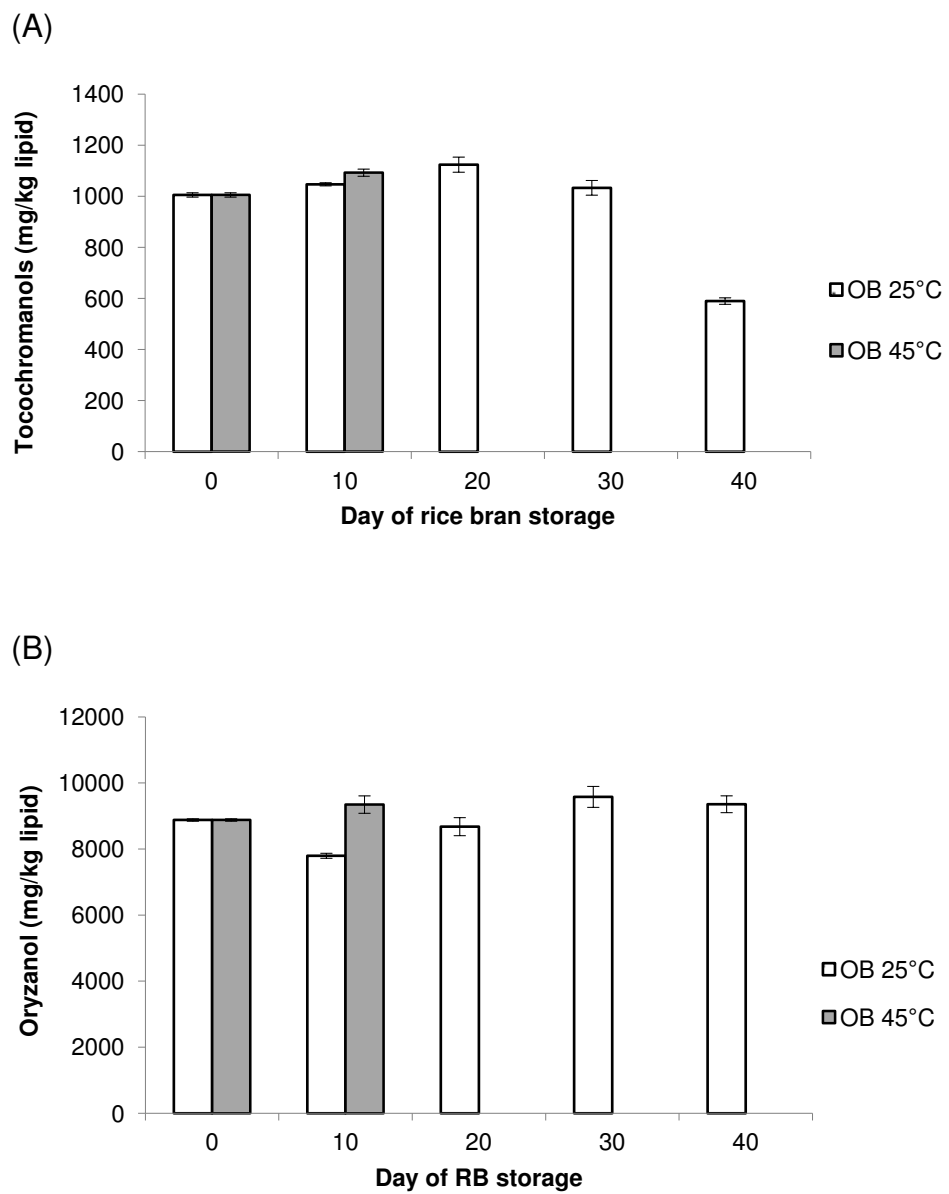 (A)
Tocochromanols (mg/kg lipid)
1400
1200
1000
800
600
400
200
0
0 10 20 30 40
Day of rice bran storage
OB 25°C
OB 45°C
(B)
Oryzanol (mg/kg lipid)
12000
10000
8000
6000
4000
2000
0
0 10 20 30 40
Day of RB storage
OB 25°C
OB 45°C